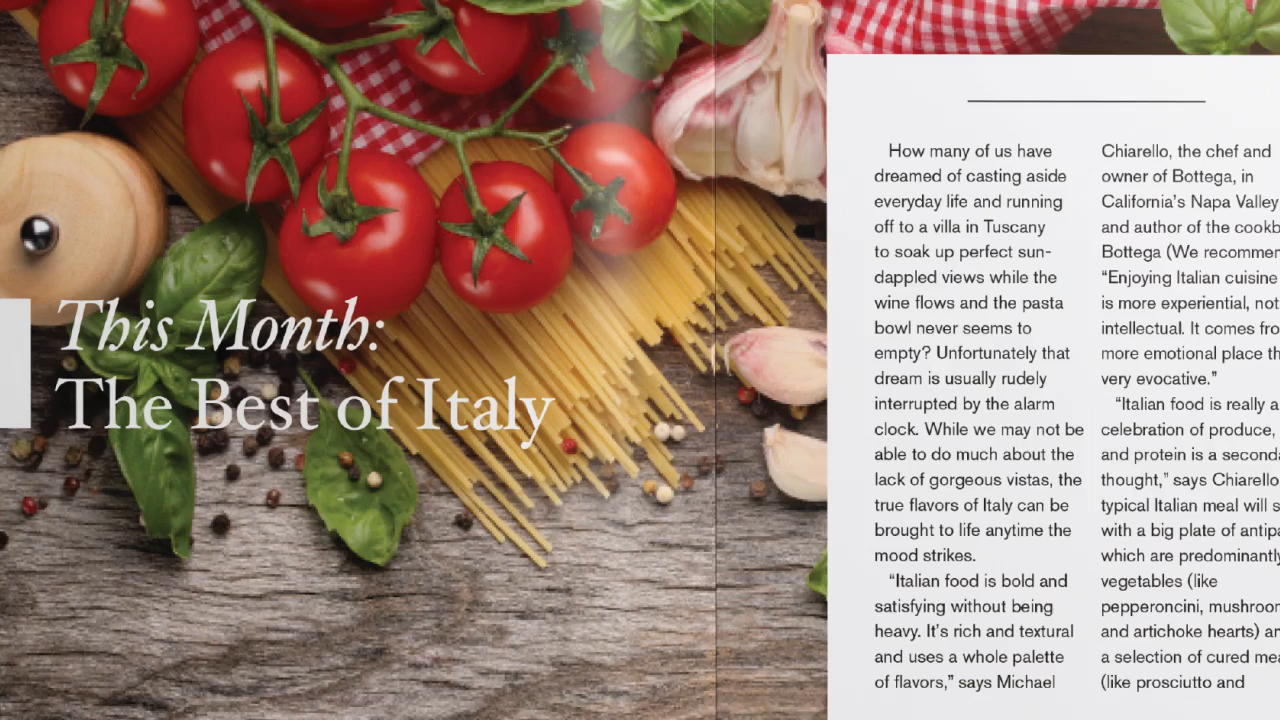 This Month:
The Best of Italy
How many of us have
dreamed of casting aside
everyday life and running
off to a villa in Tuscany
to soak up perfect sun-
dappled views while the
wine flows and the pasta
bowl never seems to
empty? Unfortunately that
dream is usually rudely
interrupted by the alarm
clock. While we may not be
able to do much about the
lack of gorgeous vistas, the
true flavors of Italy can be
brought to life anytime the
mood strikes.
“Italian food is bold and
satisfying without being
heavy. It’s rich and textural
and uses a whole palette
of flavors,” says Michael
Chiarello, the chef and
owner of Bottega, in
California’s Napa Valley
and author of the
Bottega (We
“Enjoying Italian cuisine
is more experiential, not
intellectual. It comes
more emotional place
very evocative.”
“Italian food is really a
celebration of produce,
and protein is a
thought,” says Chiarello
typical Italian meal will
with a big plate of
which are predominantly
vegetables (like
pepperoncini,
and artichoke hearts)
a selection of cured
(like prosciutto and